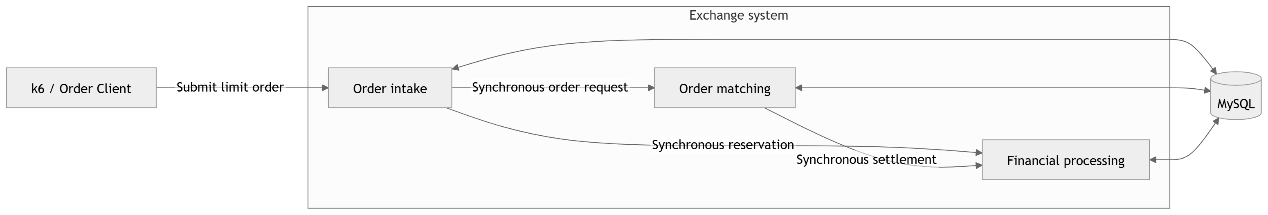 Exchange system
k6 / Order Client
Submit limit order
Order intake
Synchronous order request
Order matching
MySQL
Synchronous reservation
Synchronous settlement
Financial processing